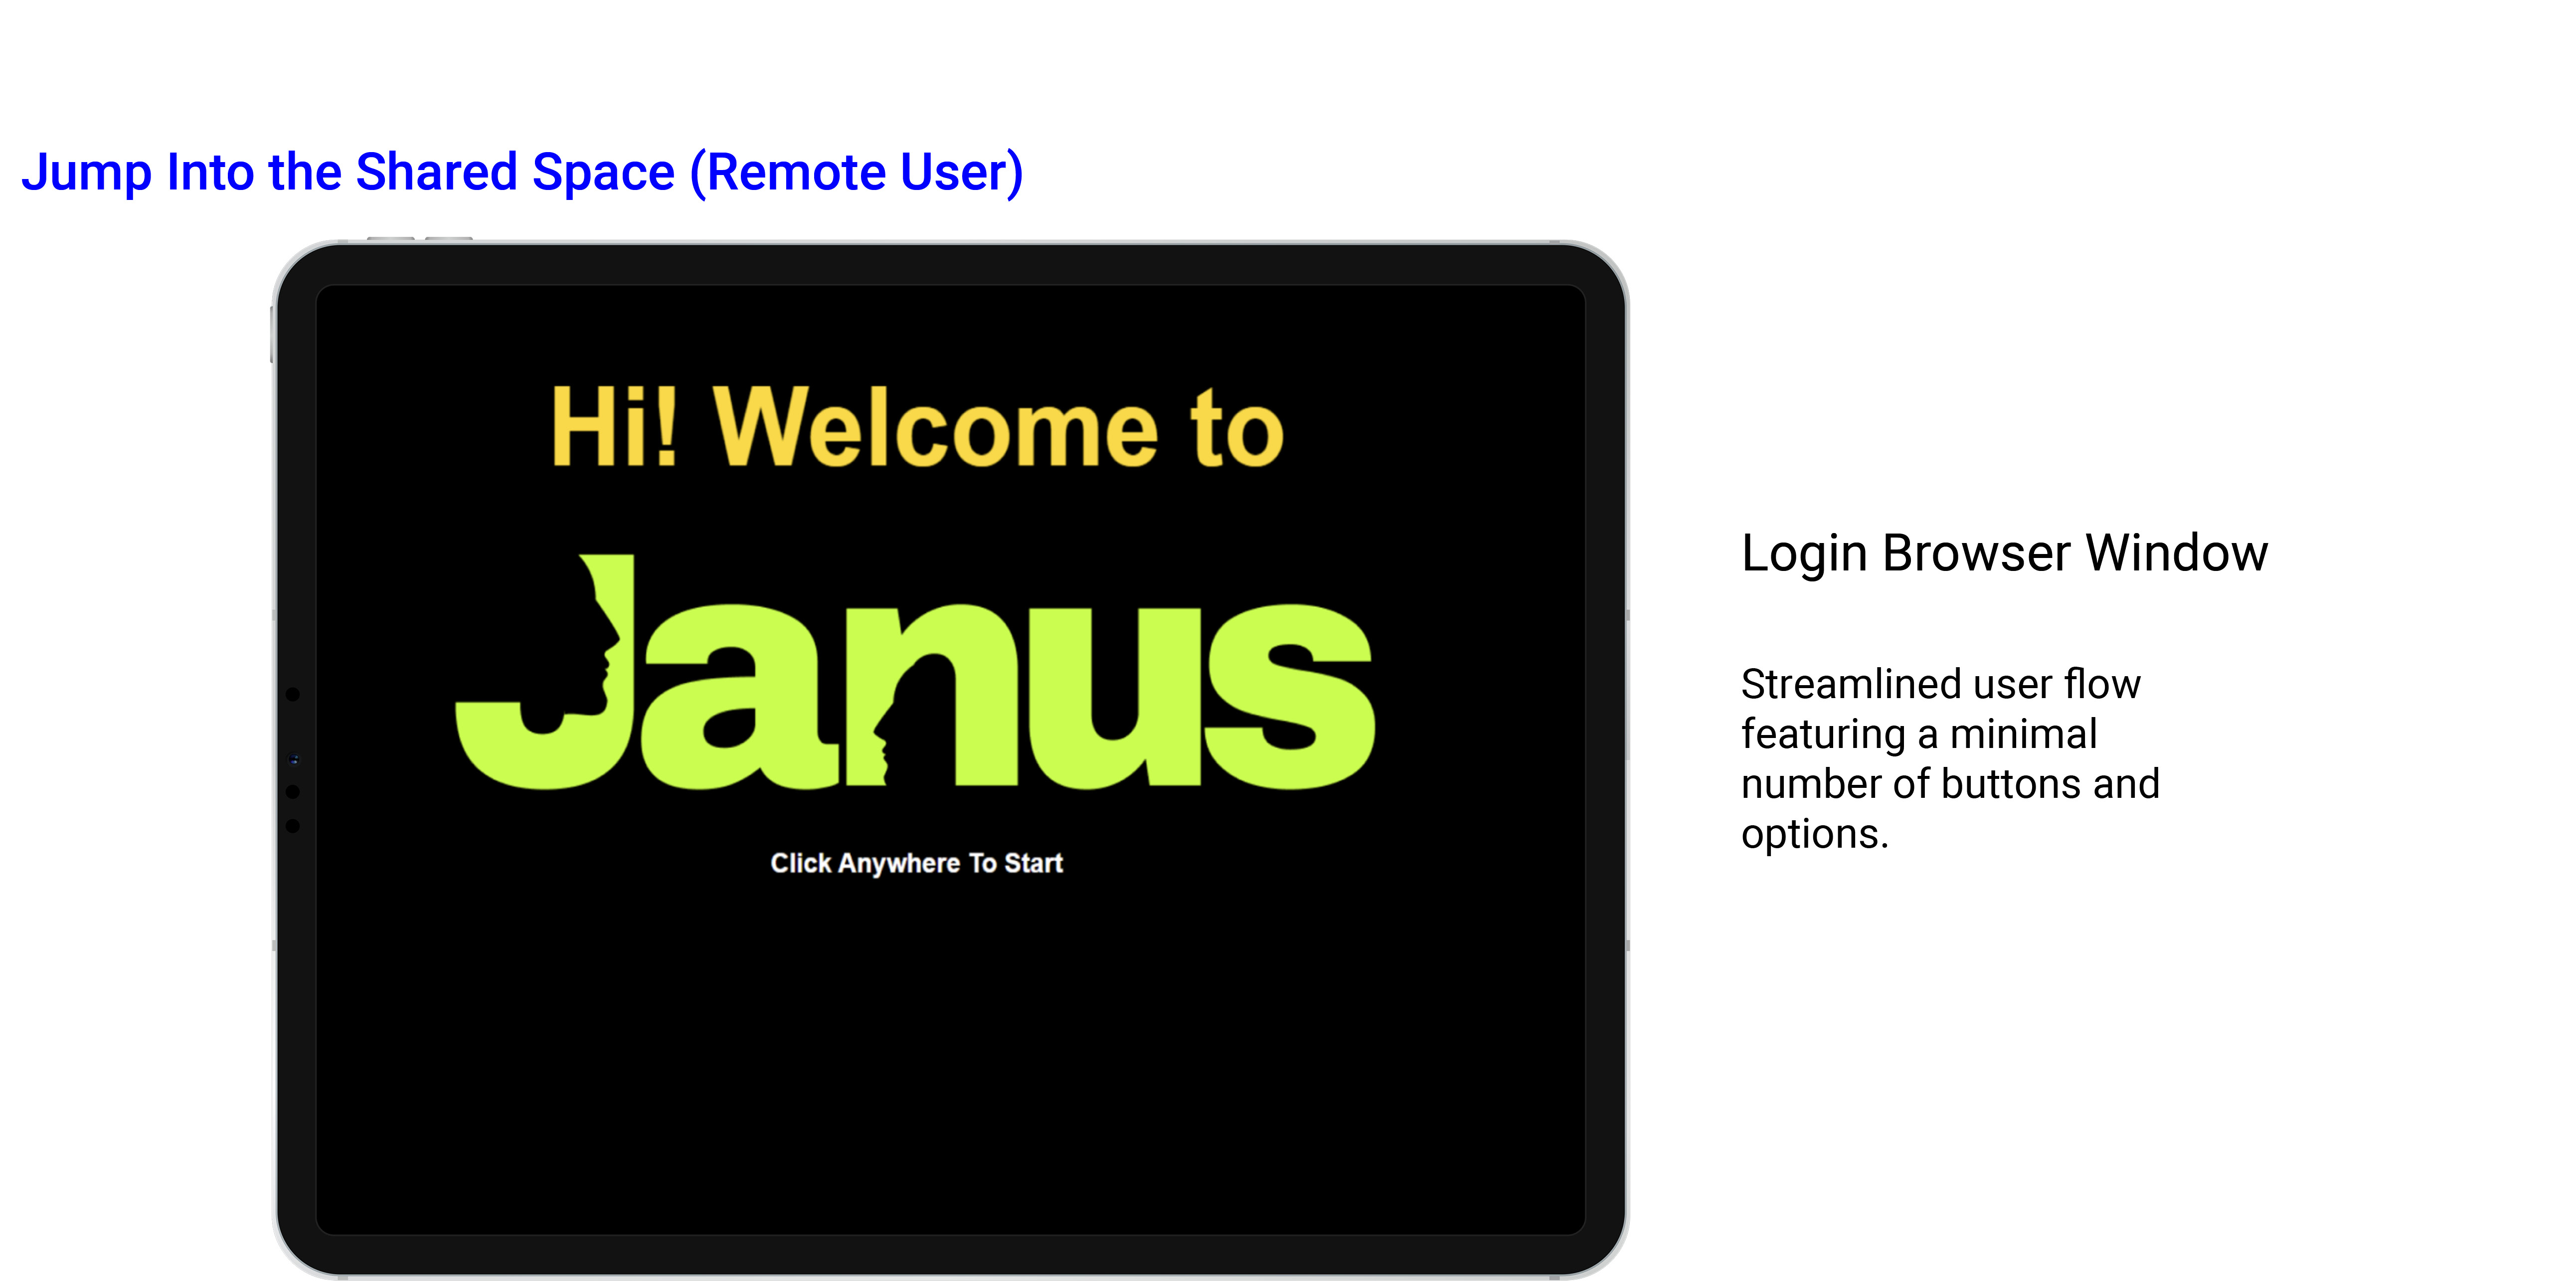 Jump Into the Shared Space (Remote User)
Hi! Welcome to
Janus
Click Anywhere To Start
Login Browser Window
Streamlined user flow
featuring a minimal
number of buttons and
options.